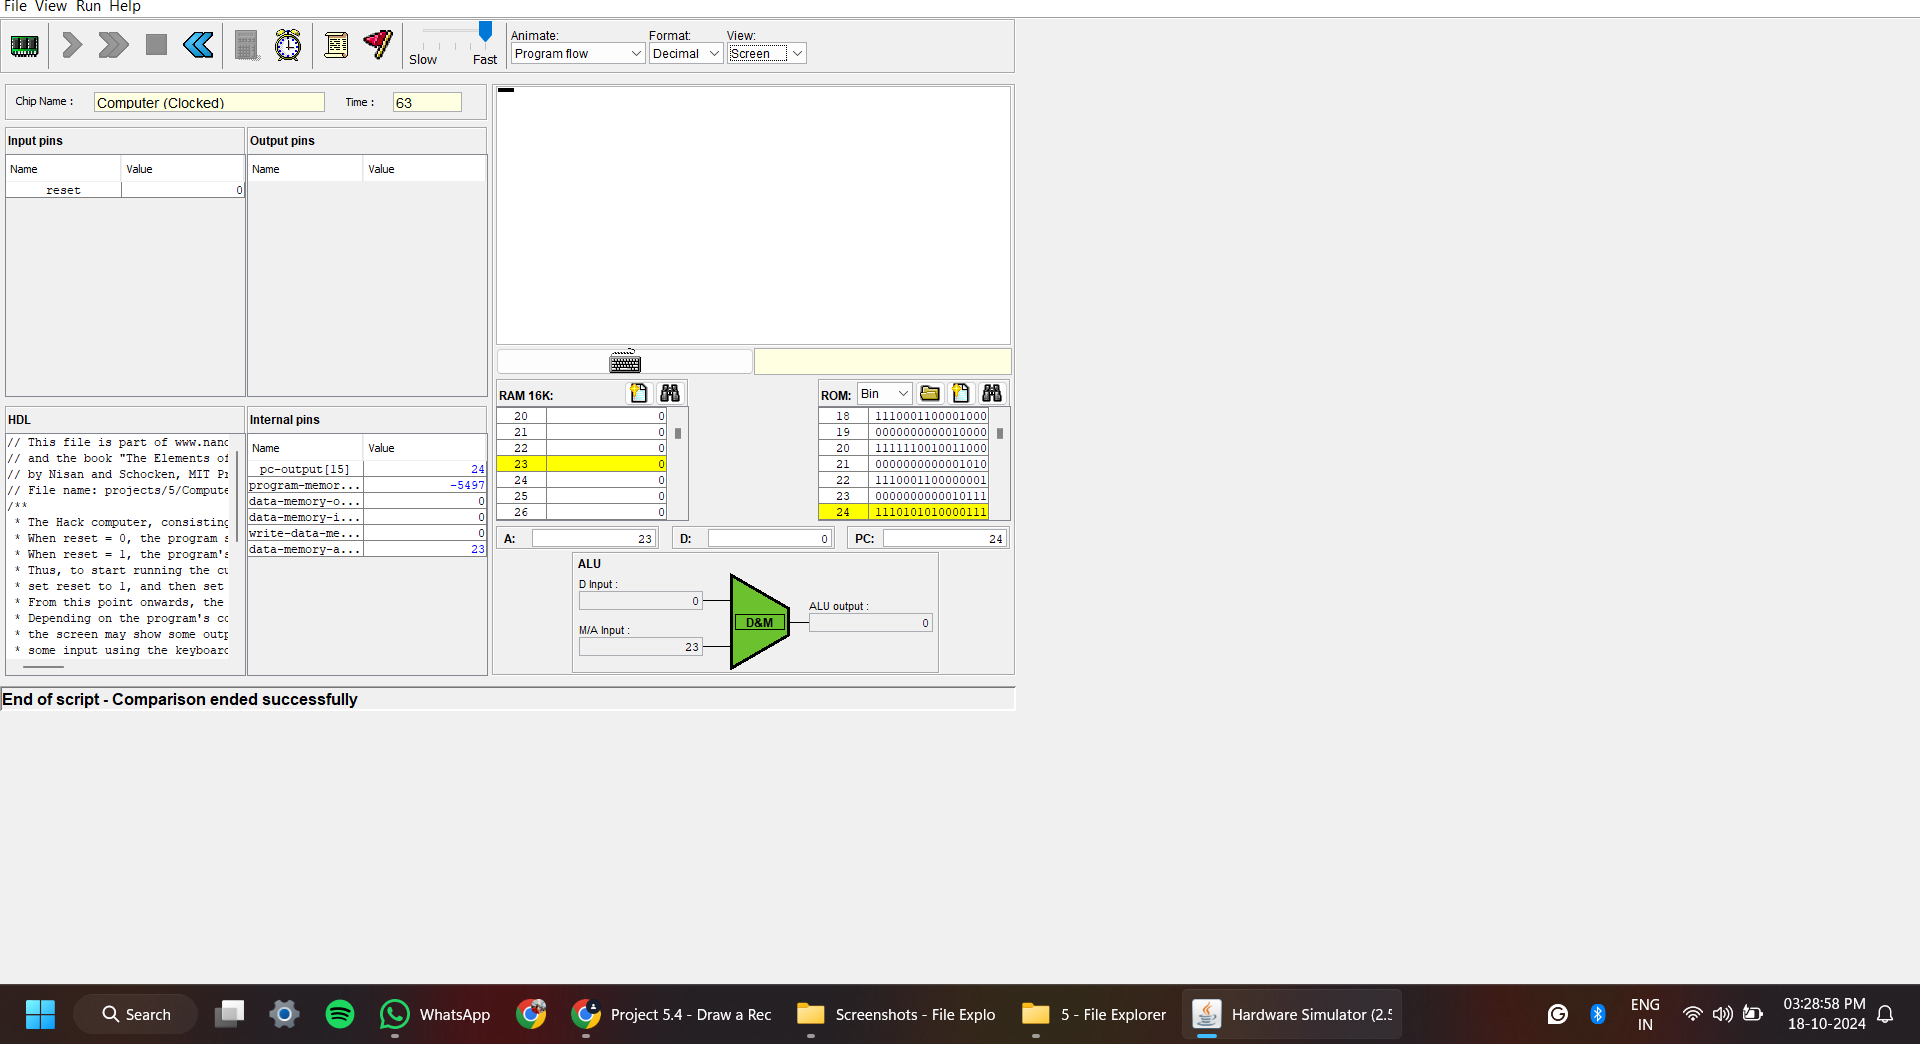 File View Run Help
Slow Fast
Animate: Format: View:
Program flow Decimal Screen
Chip Name : Computer (Clocked) Time : 63
Input pins
Name Value
reset 0
Output pins
Name Value
HDL
// This file is part of www.nanc
// and the book "The Elements of
// by Nisan and Schocken, MIT Pr
// File name: projects/5/Compute
/**
* The Hack computer, consisting
* When reset = 0, the program s
* When reset = 1, the program's
* Thus, to start running the cu
* set reset to 1, and then set
* From this point onwards, the
* Depending on the program's co
* the screen may show some outp
* some input using the keyboard
Internal pins
Name Value
pc-output[15] 24
program-memor... -5497
data-memory-o... 0
data-memory-i... 0
write-data-me... 0
data-memory-a... 23
RAM 16K:
20 0
21 0
22 0
23 0
24 0
25 0
26 0
ROM: Bin
18 1110001100001000
19 0000000000010000
20 1111110010011000
21 0000000000001010
22 1110001100000001
23 0000000000010111
24 1110101010000111
A: 23 D: 0 PC: 24
ALU
D Input :
0
M/A Input :
23
D&M
ALU output :
0
End of script - Comparison ended successfully
Search
WhatsApp
Project 5.4 - Draw a Rec
Screenshots - File Explo
5 - File Explorer
Hardware Simulator (2.5
ENG
IN
03:28:58 PM
18-10-2024